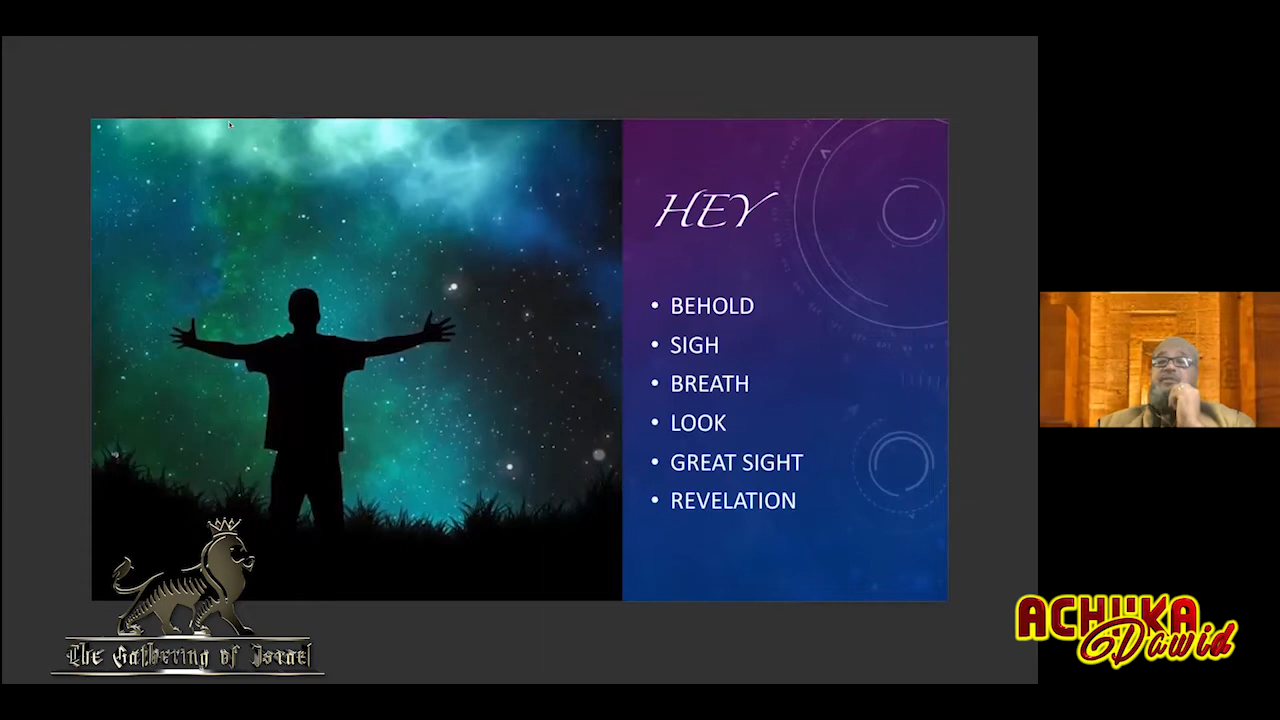 HEY
• BEHOLD
• SIGH
• BREATH
• LOOK
• GREAT SIGHT
• REVELATION
The Gathering of Israel
ACHUKA
Dawid